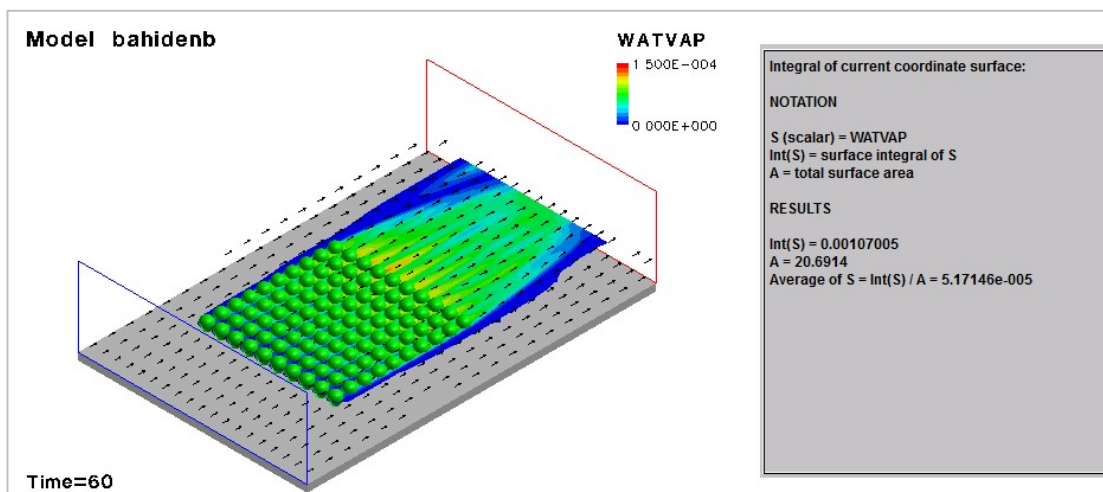 Model bahidenb
WATVAP
1 500E-004
0 000E+000
Time=60
Integral of current coordinate surface:
NOTATION
S (scalar) = WATVAP
Int(S) = surface integral of S
A = total surface area
RESULTS
Int(S) = 0.00107005
A = 20.6914
Average of S = Int(S) / A = 5.17146e-005